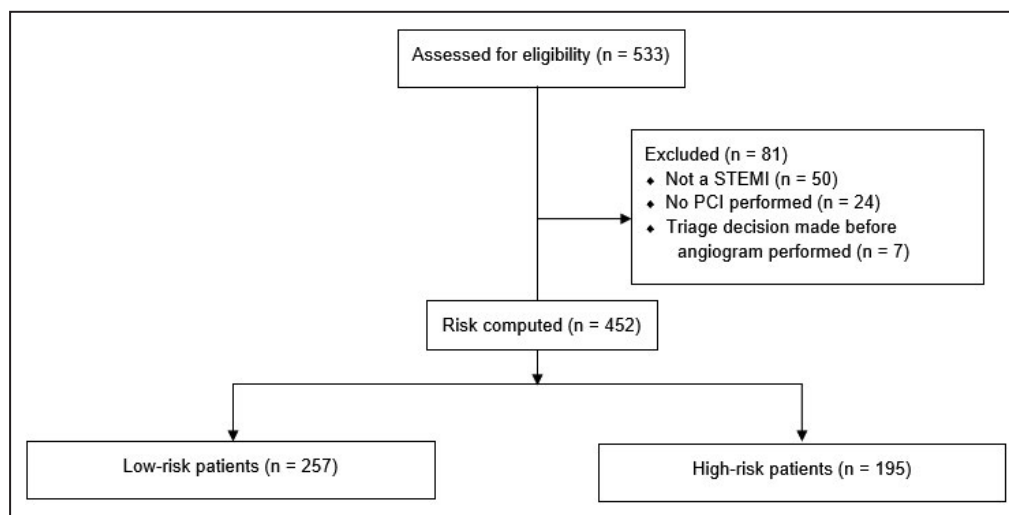 Assessed for eligibility (n = 533)
Excluded (n = 81)
⬥ Not a STEMI (n = 50)
⬥ No PCI performed (n = 24)
⬥ Triage decision made before
angiogram performed (n = 7)
Risk computed (n = 452)
Low-risk patients (n = 257)
High-risk patients (n = 195)